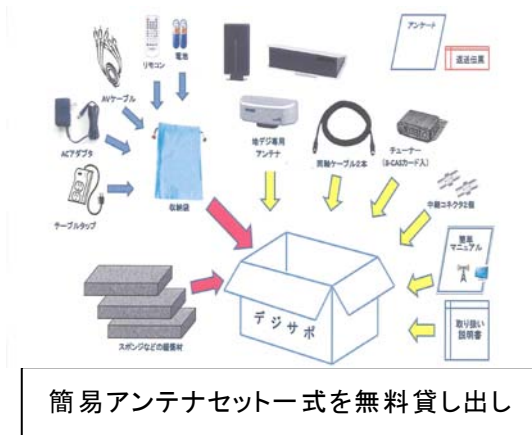 アンケート
返送伝票
リモコン
電池
AVケーブル
ACアダプタ
テーブルタップ
収納袋
地デジ専用
アンテナ
同軸ケーブル2本
チューナー
(B-CASカード入)
中継コネクタ2個
簡単
マニュアル
取り扱い
説明書
デジサポ
スポンジなどの緩衝材
簡易アンテナセット一式を無料貸し出し